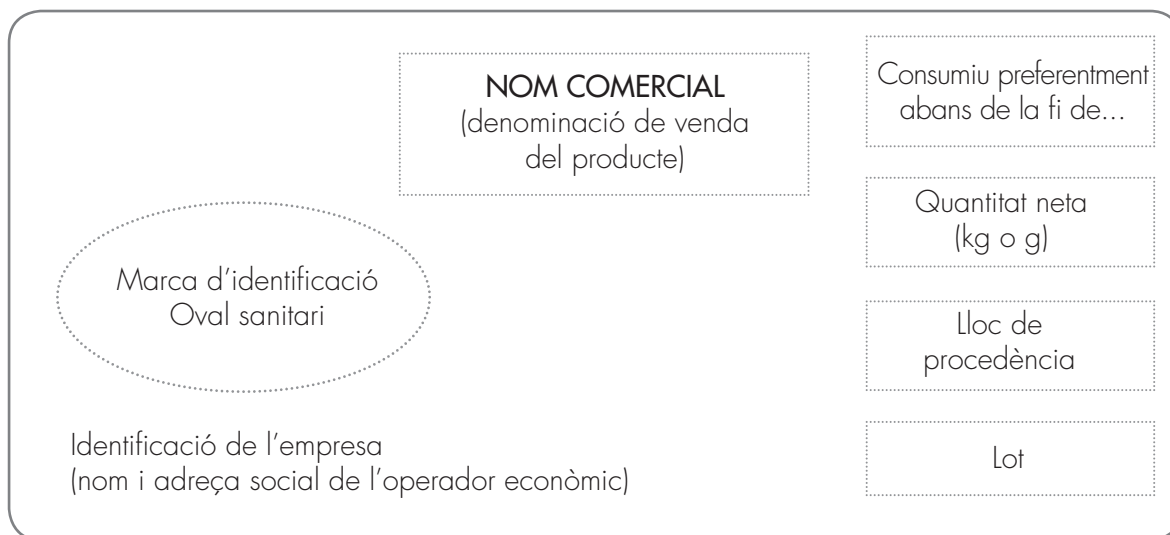 NOM COMERCIAL
(denominació de venda
del producte)
Consumiu preferentment
abans de la fi de...
Quantitat neta
(kg o g)
Marca d'identificació
Oval sanitari
Lloc de
procedència
Identificació de l'empresa
(nom i adreça social de l'operador econòmic)
Lot